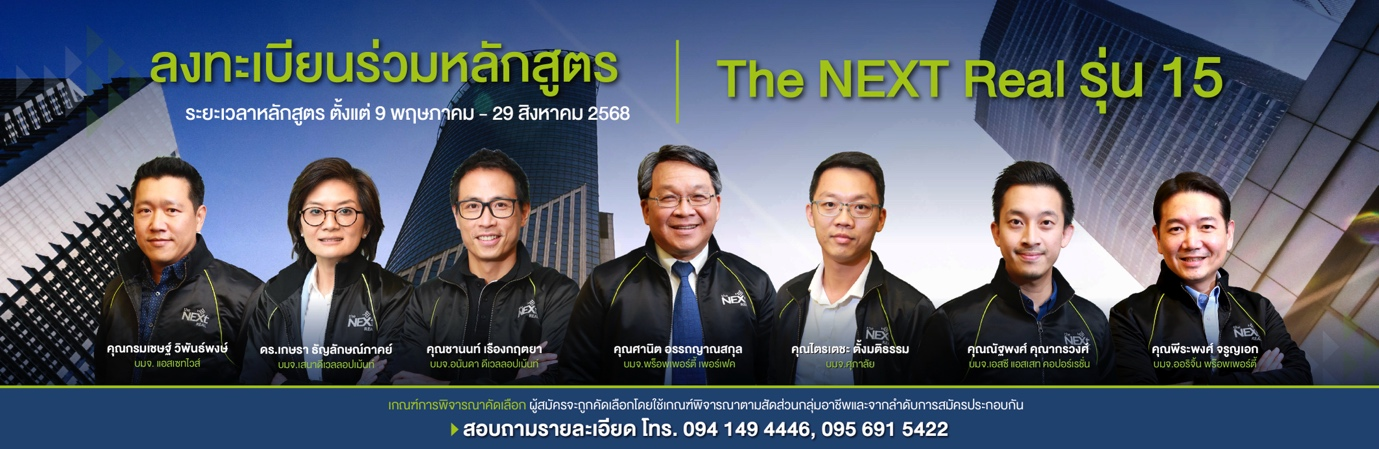 ลงทะเบียนร่วมหลักสูตร
ระยะเวลาหลักสูตร ตั้งแต่ 9 พฤษภาคม - 29 สิงหาคม 2568
The NEXT Real รุ่น 15
THE NEXT REAL
THE NEXT REAL
THE NEXT REAL
THE NEXT REAL
THE NEXT REAL
THE NEXT REAL
คุณกรมเชษฐ์ วิพันธ์พงษ์
บมจ. แอสเซทไวส์
ดร.เกษรา ธัญลักษณ์ภาคย์
บมจ.เสนาดีเวลลอปเม้นท์
คุณชานนท์ เรืองกฤตยา
บมจ.อนันดา ดีเวลลอปเม้นท์
คุณศานิต อรรถญาณสกุล
บมจ.พร็อพเพอร์ตี้ เพอร์เฟค
คุณไตรเตชะ ตั้งมติธรรม
บมจ.ศุภาลัย
คุณณัฐพงศ์ คุณากรวงศ์
บมจ.เอสซี แอสเสท คอปอร์เรชั่น
คุณพีระพงศ์ จรูญเอก
บมจ.ออริจิ้น พร็อพเพอร์ตี้
เกณฑ์การพิจารณาคัดเลือก ผู้สมัครจะถูกคัดเลือกโดยใช้เกณฑ์พิจารณาตามสัดส่วนกลุ่มอาชีพและจากลำดับการสมัครประกอบกัน
สอบถามรายละเอียด โทร. 094 149 4446, 095 691 5422